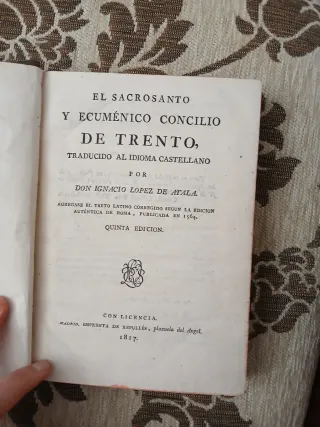 EL SACROSANTO
Y ECUMÉNICO CONCILIO
DE TRENTO,
TRADUCIDO AL IDIOMA CASTELLANO
POR
DON IGNACIO LOPEZ DE AYALA.
AGREGASE EL TEXTO LATINO CORREGIDO SEGUN LA EDICION
AUTÉNTICA DE ROMA, PUBLICADA EN 1564.
QUINTA EDICION.
CON LICENCIA.
MADRID. IMPRENTA DE REPULLÉS, plazuela del Angel.
1817.